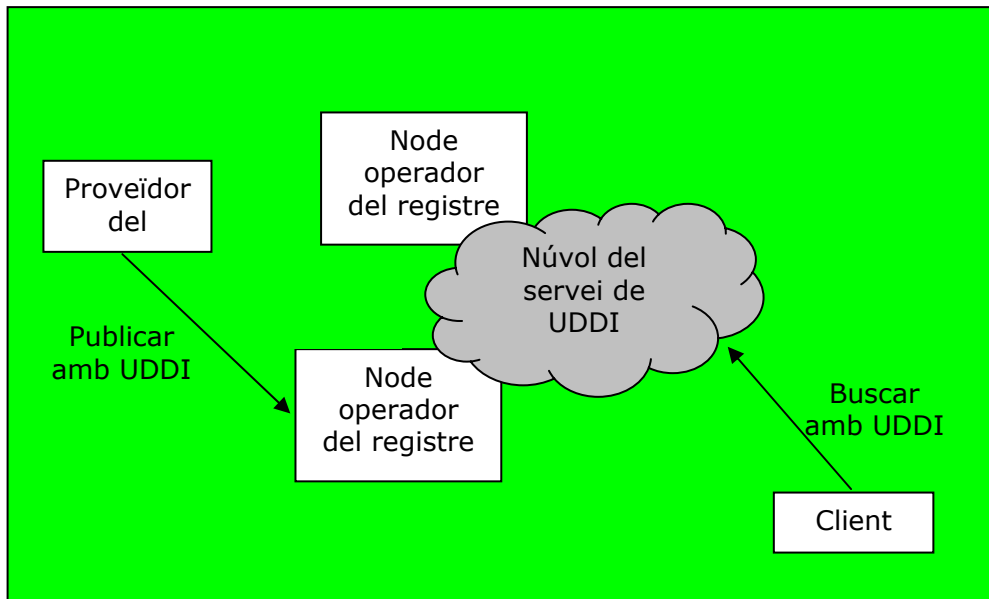 Node
operador
del registre
Proveïdor
del
Núvol del
servei de
UDDI
Publicar
amb UDDI
Node
operador
del registre
Buscar
amb UDDI
Client